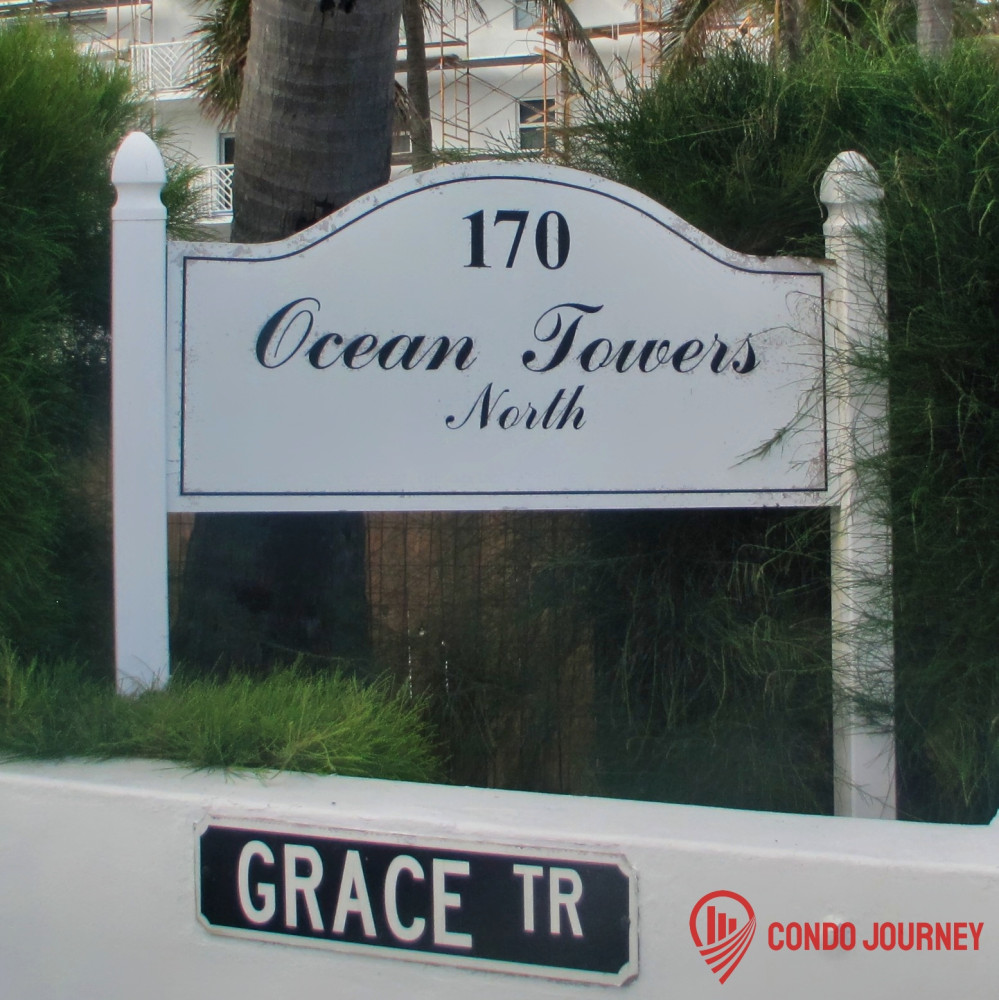 170
Ocean Towers
North
GRACE TR
CONDO JOURNEY